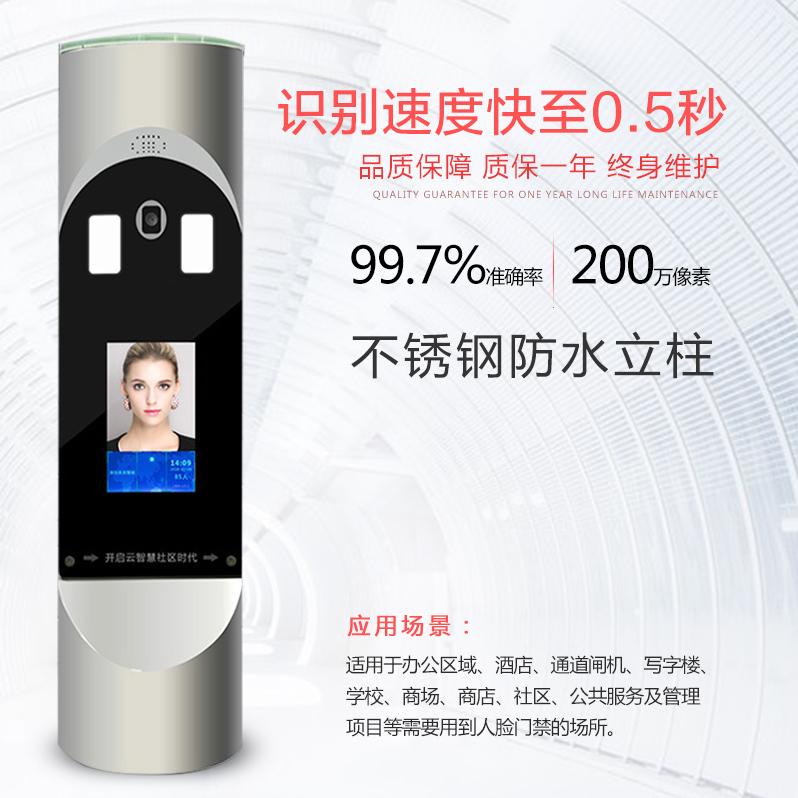 识别速度快至0.5秒
品质保障 质保一年 终身维护
QUALITY GUARANTEE FOR ONE YEAR LONG LIFE MAINTENANCE
99.7%准确率
200万像素
不锈钢防水立柱
14:09
85人
开启云智慧社区时代
应用场景：
适用于办公区域、酒店、通道闸机、写字楼、
学校、商场、商店、社区、公共服务及管理
项目等需要用到人脸门禁的场所。